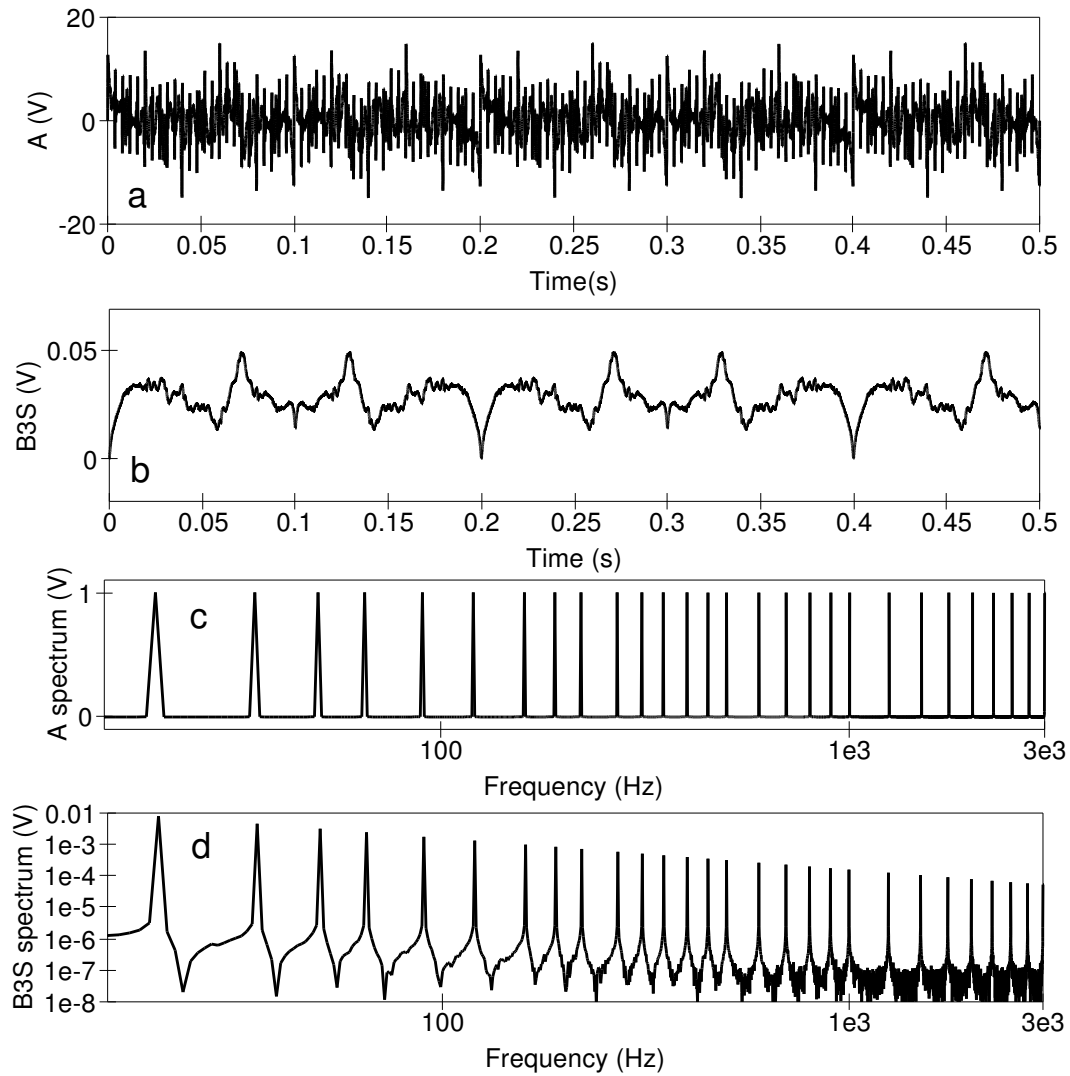 20
0
-20
A (V)
a
0 0.05 0.1 0.15 0.2 0.25 0.3 0.35 0.4 0.45 0.5
Time(s)
0.05
0
B3S (V)
b
0 0.05 0.1 0.15 0.2 0.25 0.3 0.35 0.4 0.45 0.5
Time (s)
1
0
A spectrum (V)
c
100 1e3 3e3
Frequency (Hz)
0.01
1e-3
1e-4
1e-5
1e-6
1e-7
1e-8
B3S spectrum (V)
d
100 1e3 3e3
Frequency (Hz)